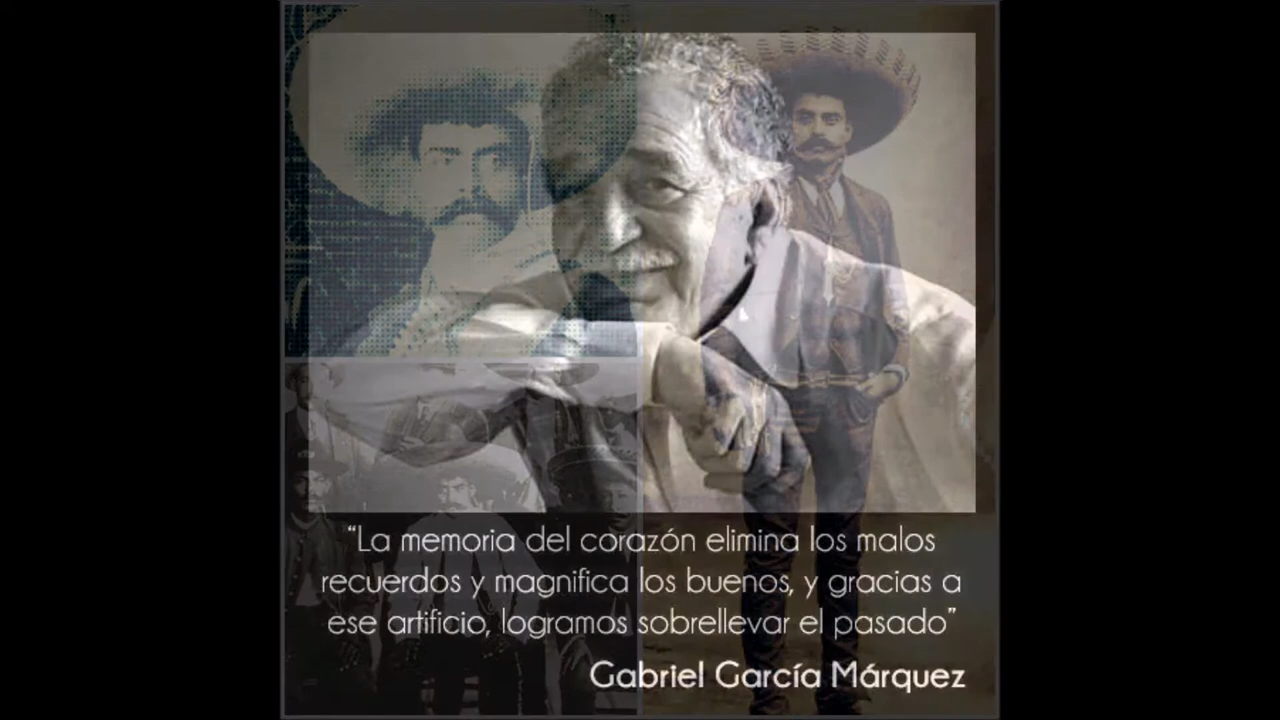 “La memoria del corazón elimina los malos
recuerdos y magnifica los buenos, y gracias a
ese artificio, logramos sobrellevar el pasado”
Gabriel García Márquez